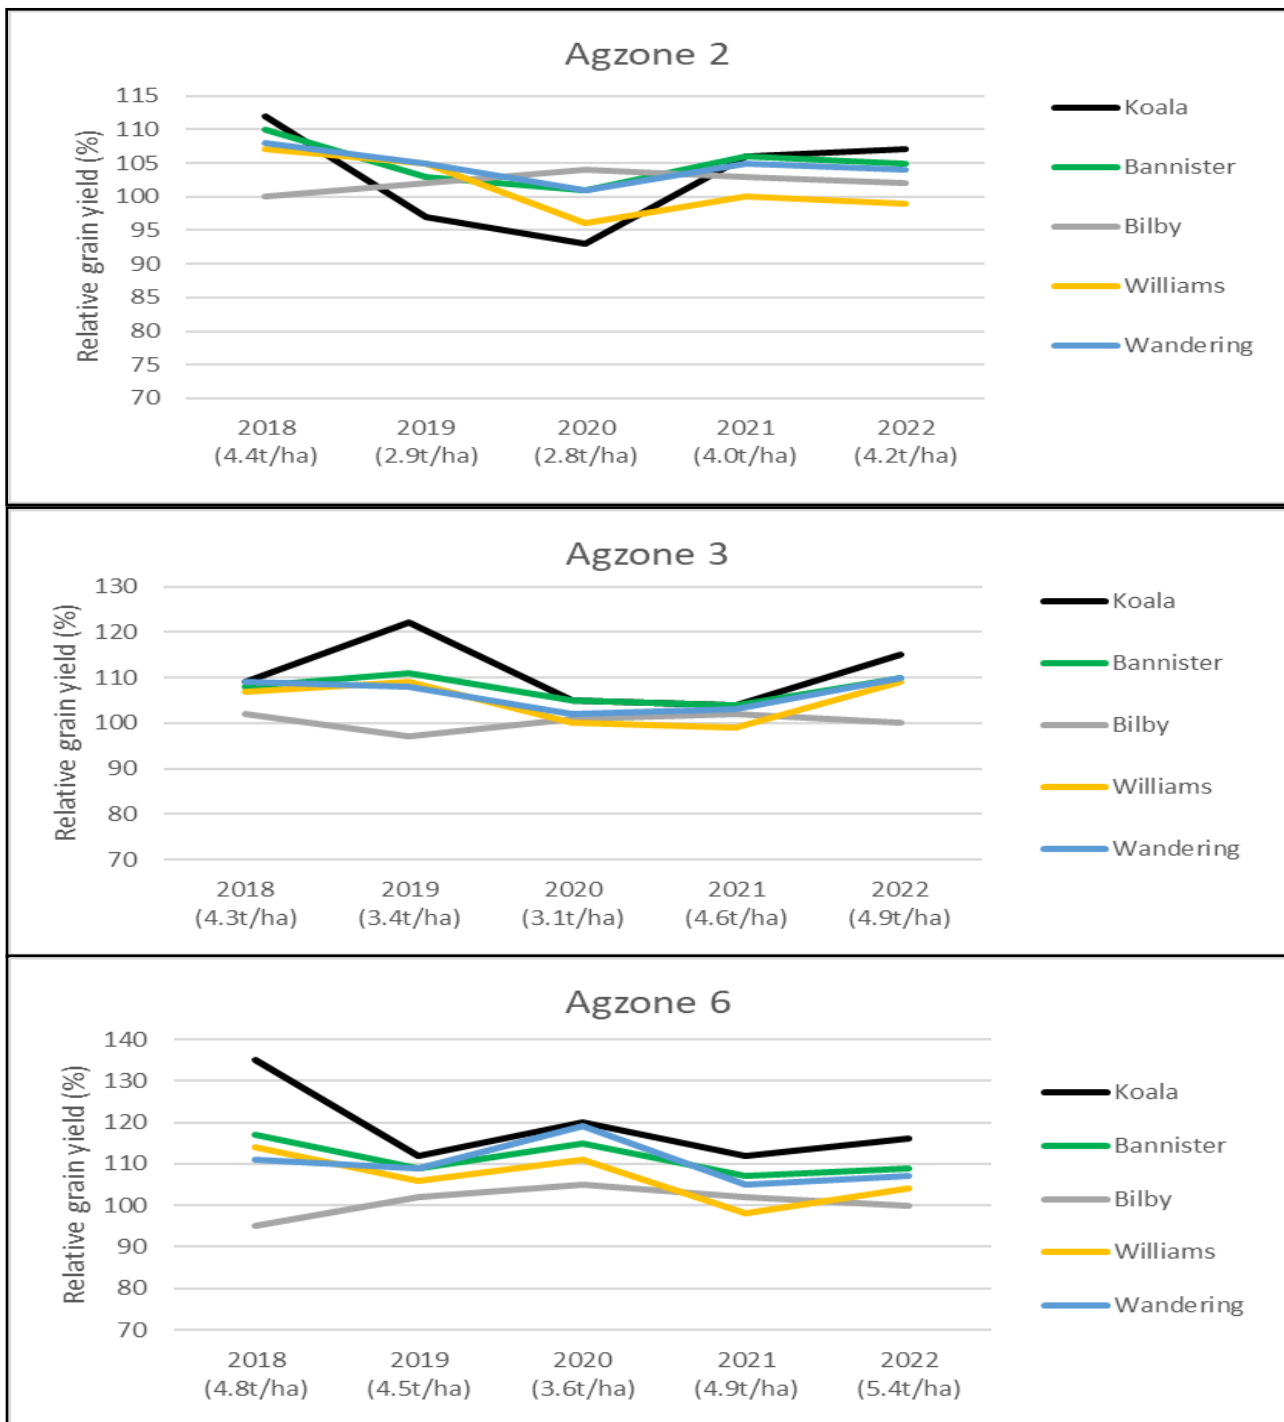 Agzone 2
Relative grain yield (%)
115
110
105
100
95
90
85
80
75
70
2018 2019 2020 2021 2022
(4.4t/ha) (2.9t/ha) (2.8t/ha) (4.0t/ha) (4.2t/ha)
Koala
Bannister
Bilby
Williams
Wandering
Agzone 3
Relative grain yield (%)
130
120
110
100
90
80
70
2018 2019 2020 2021 2022
(4.3t/ha) (3.4t/ha) (3.1t/ha) (4.6t/ha) (4.9t/ha)
Koala
Bannister
Bilby
Williams
Wandering
Agzone 6
Relative grain yield (%)
140
130
120
110
100
90
80
70
2018 2019 2020 2021 2022
(4.8t/ha) (4.5t/ha) (3.6t/ha) (4.9t/ha) (5.4t/ha)
Koala
Bannister
Bilby
Williams
Wandering